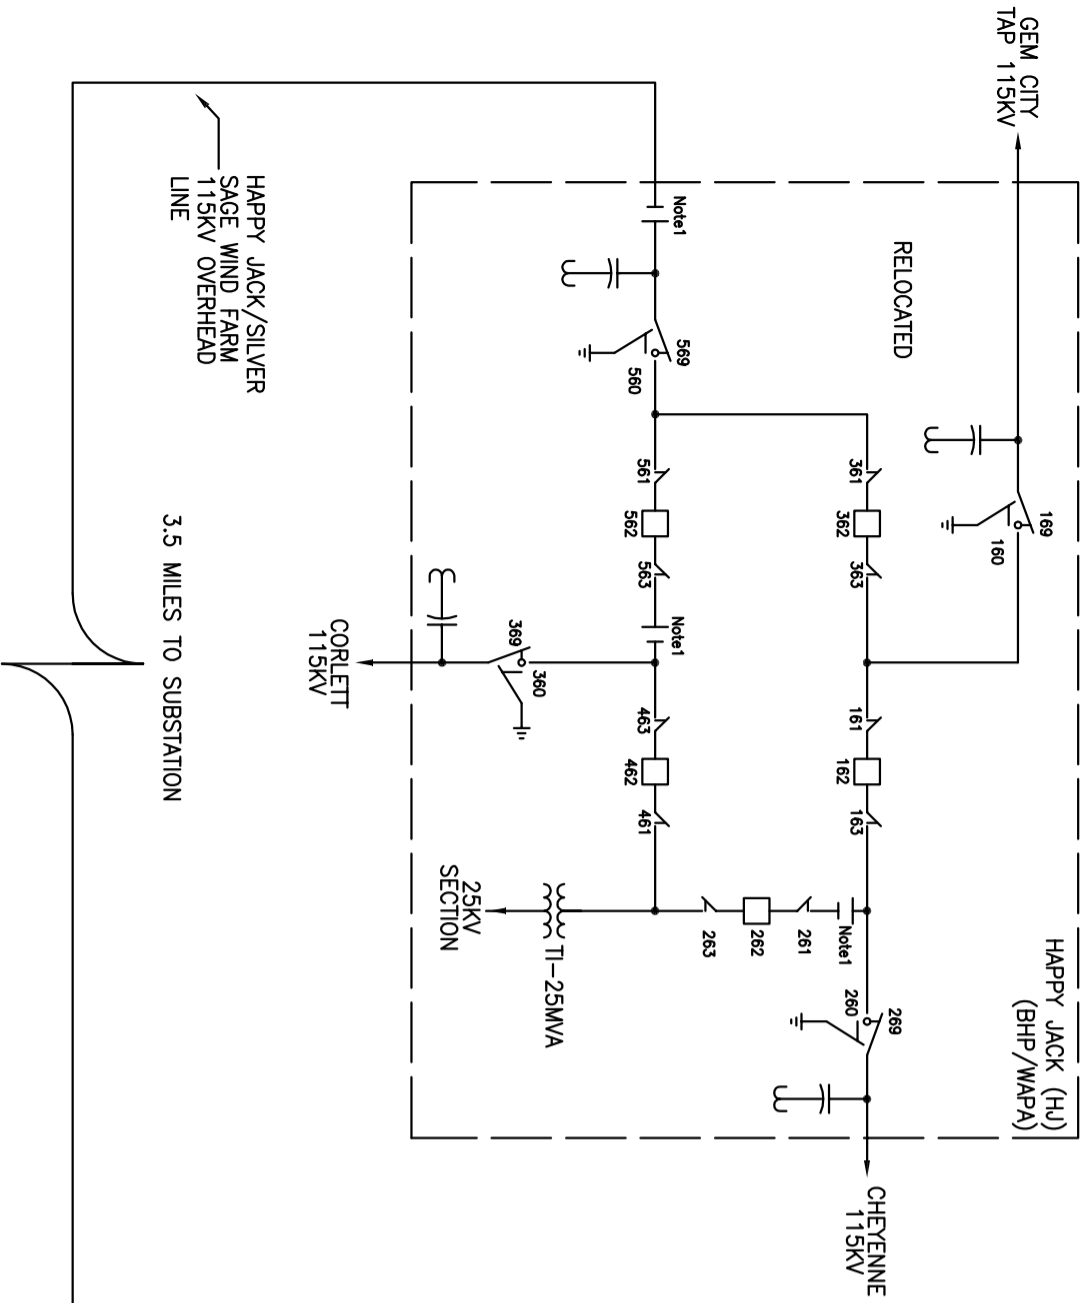 GEM CITY
TAP 115KV
HAPPY JACK (HJ)
(BHP/WAPA)
RELOCATED
169
160
CHEYENNE
115KV
361
362
363
161
162
163
269
260
Note1
261
262
263
Note1
569
560
561
562
563
Note1
463
462
461
369
360
CORLETT
115KV
TI-25MVA
25KV
SECTION
HAPPY JACK/SILVER
SAGE WIND FARM
115KV OVERHEAD
LINE
3.5 MILES TO SUBSTATION